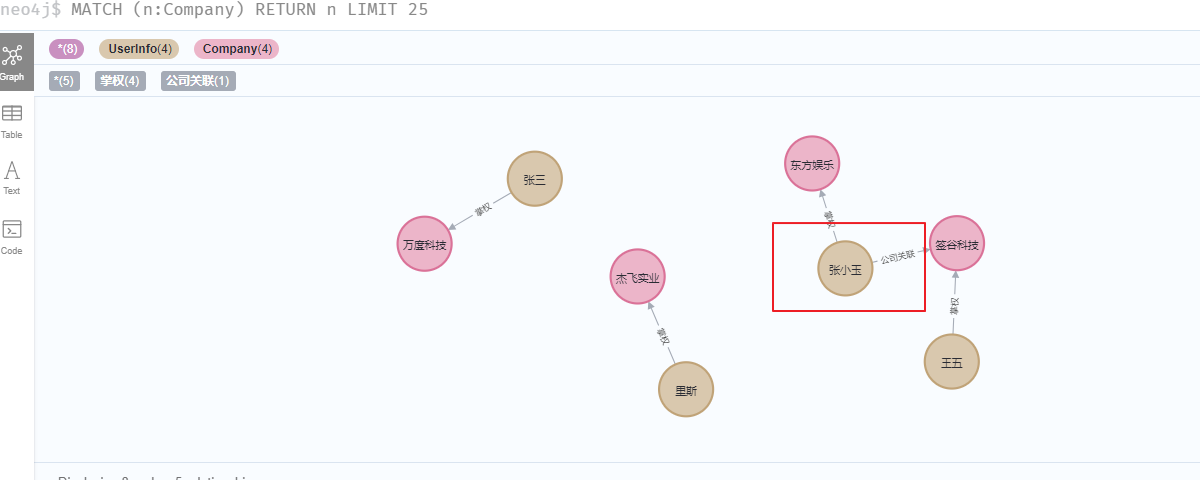 neo4j$ MATCH (n:Company) RETURN n LIMIT 25
*(8) UserInfo(4) Company(4)
Graph
*(5) 掌权(4) 公司关联(1)
Table
Text
Code
张三
掌权
万度科技
杰飞实业
掌权
里斯
东方娱乐
掌权
张小玉
公司关联
签谷科技
掌权
王五